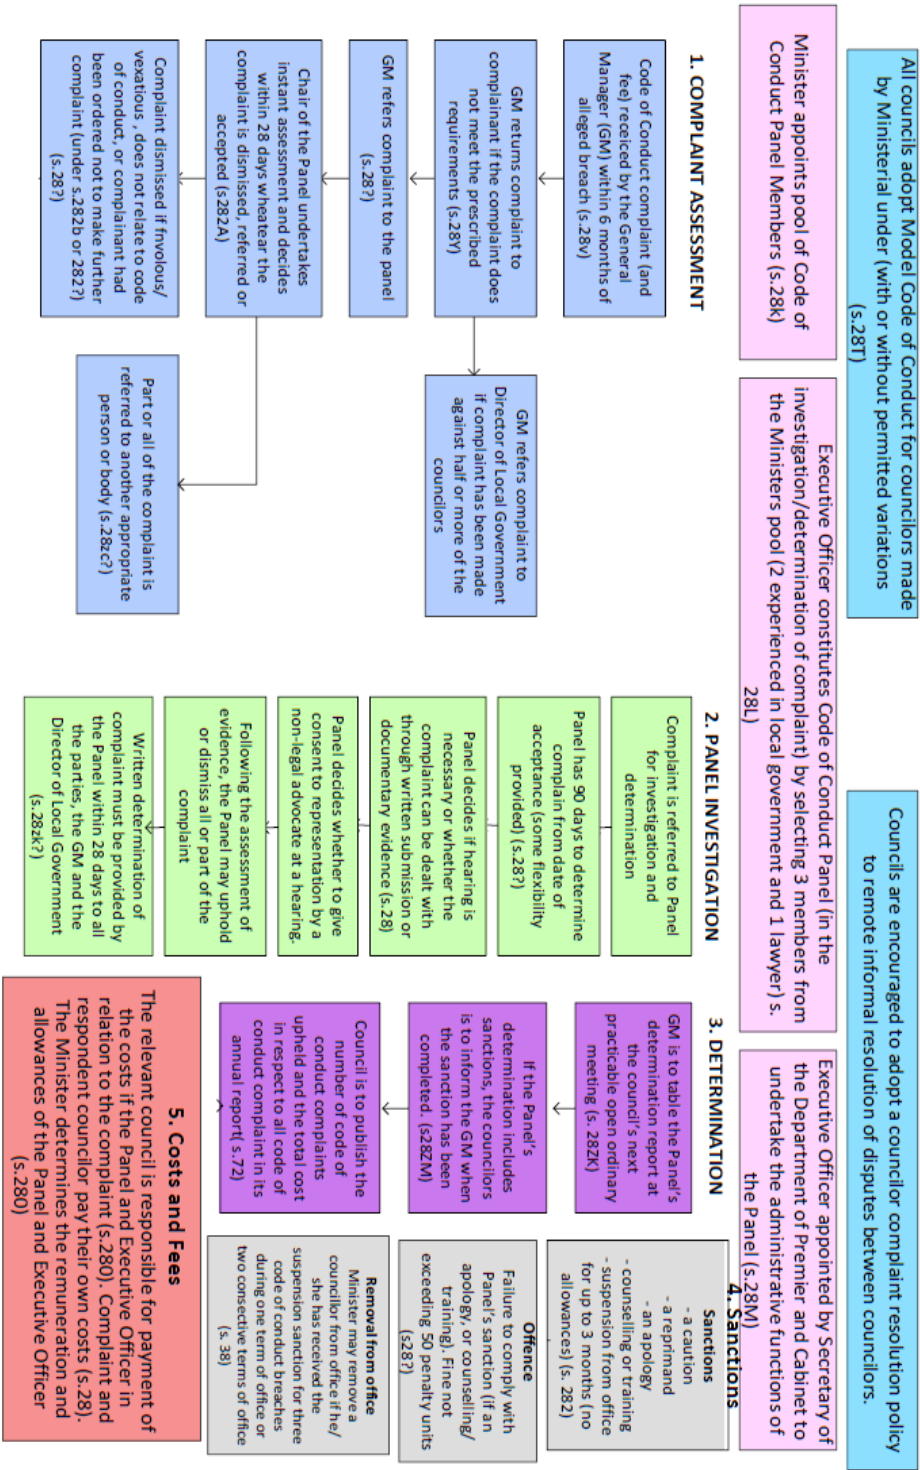 All councils adopt Model Code of Conduct for councilors made
by Ministerial under (with or without permitted variations
(s.28T)
Councils are encouraged to adopt a councilor complaint resolution policy
to remote informal resolution of disputes between councilors.
Minister appoints pool of Code of
Conduct Panel Members (s.28k)
Executive Officer constitutes Code of Conduct Panel (in the
investigation/determination of complaint) by selecting 3 members from
the Ministers pool (2 experienced in local government and 1 lawyer) s.
28L)
Executive Officer appointed by Secretary of
the Department of Premier and Cabinet to
undertake the administrative functions of
the Panel (s.28M)
1. COMPLAINT ASSESSMENT
Code of Conduct complaint (and
fee) receiced by the General
Manager (GM) within 6 months of
alleged breach (s.28v)
GM returns complaint to
complainant if the complaint does
not meet the prescribed
requirements (s.28Y)
GM refers complaint to
Director of Local Government
if complaint has been made
against half or more of the
councilors
GM refers complaint to the panel
(s.28?)
Chair of the Panel undertakes
instant assessment and decides
within 28 days wheatear the
complaint is dismissed, referred or
accepted (s282A)
Part or all of the complaint is
referred to another appropriate
person or body (s.28zc?)
Complaint dismissed if fnvolous/
vexatious , does not relate to code
of conduct, or complainant had
been ordered not to make further
complaint (under s.282b or 282?)
(s.28?)
2. PANEL INVESTIGATION
Complaint is referred to Panel
for investigation and
determination
Panel has 90 days to determine
complain from date of
acceptance (some flexibility
provided) (s.28?)
Panel decides if hearing is
necessary or whether the
complaint can be dealt with
through written submission or
documentary evidence (s.28)
Panel decides whether to give
consent to representation by a
non-legal advocate at a hearing.
Following the assessment of
evidence, the Panel may uphold
or dismiss all or part of the
complaint
Written determination of
complaint must be provided by
the Panel within 28 days to all
the parties, the GM and the
Director of Local Government
(s.28zk?)
3. DETERMINATION
GM is to table the Panel's
determination report at
the council's next
practicable open ordinary
meeting (s. 28ZK)
If the Panel's
determination includes
sanctions, the councilors
is to inform the GM when
the sanction has been
completed. (s28ZM)
Council is to publish the
number of code of
conduct complaints
upheld and the total cost
in respect to all code of
conduct complaint in its
annual report( s.72)
4. Sanctions
Sanctions
- a caution
- a reprimand
- an apology
- counselling or training
- suspension from office
for up to 3 months (no
allowances) (s. 282)
Offence
Failure to comply with
Panel's sanction (if an
apology, or counselling/
training). Fine not
exceeding 50 penalty units
(s28?)
Removal from office
Minister may remove a
councillor from office if he/
she has received the
suspension sanction for three
code of conduct breaches
during one term of office or
two consecutive terms of office
(s. 38)
5. Costs and Fees
The relevant council is responsible for payment of
the costs if the Panel and Executive Officer in
relation to the complaint (s.280). Complaint and
respondent councilor pay their own costs (s.28).
The Minister determines the remuneration and
allowances of the Panel and Executive Officer
(s.280)